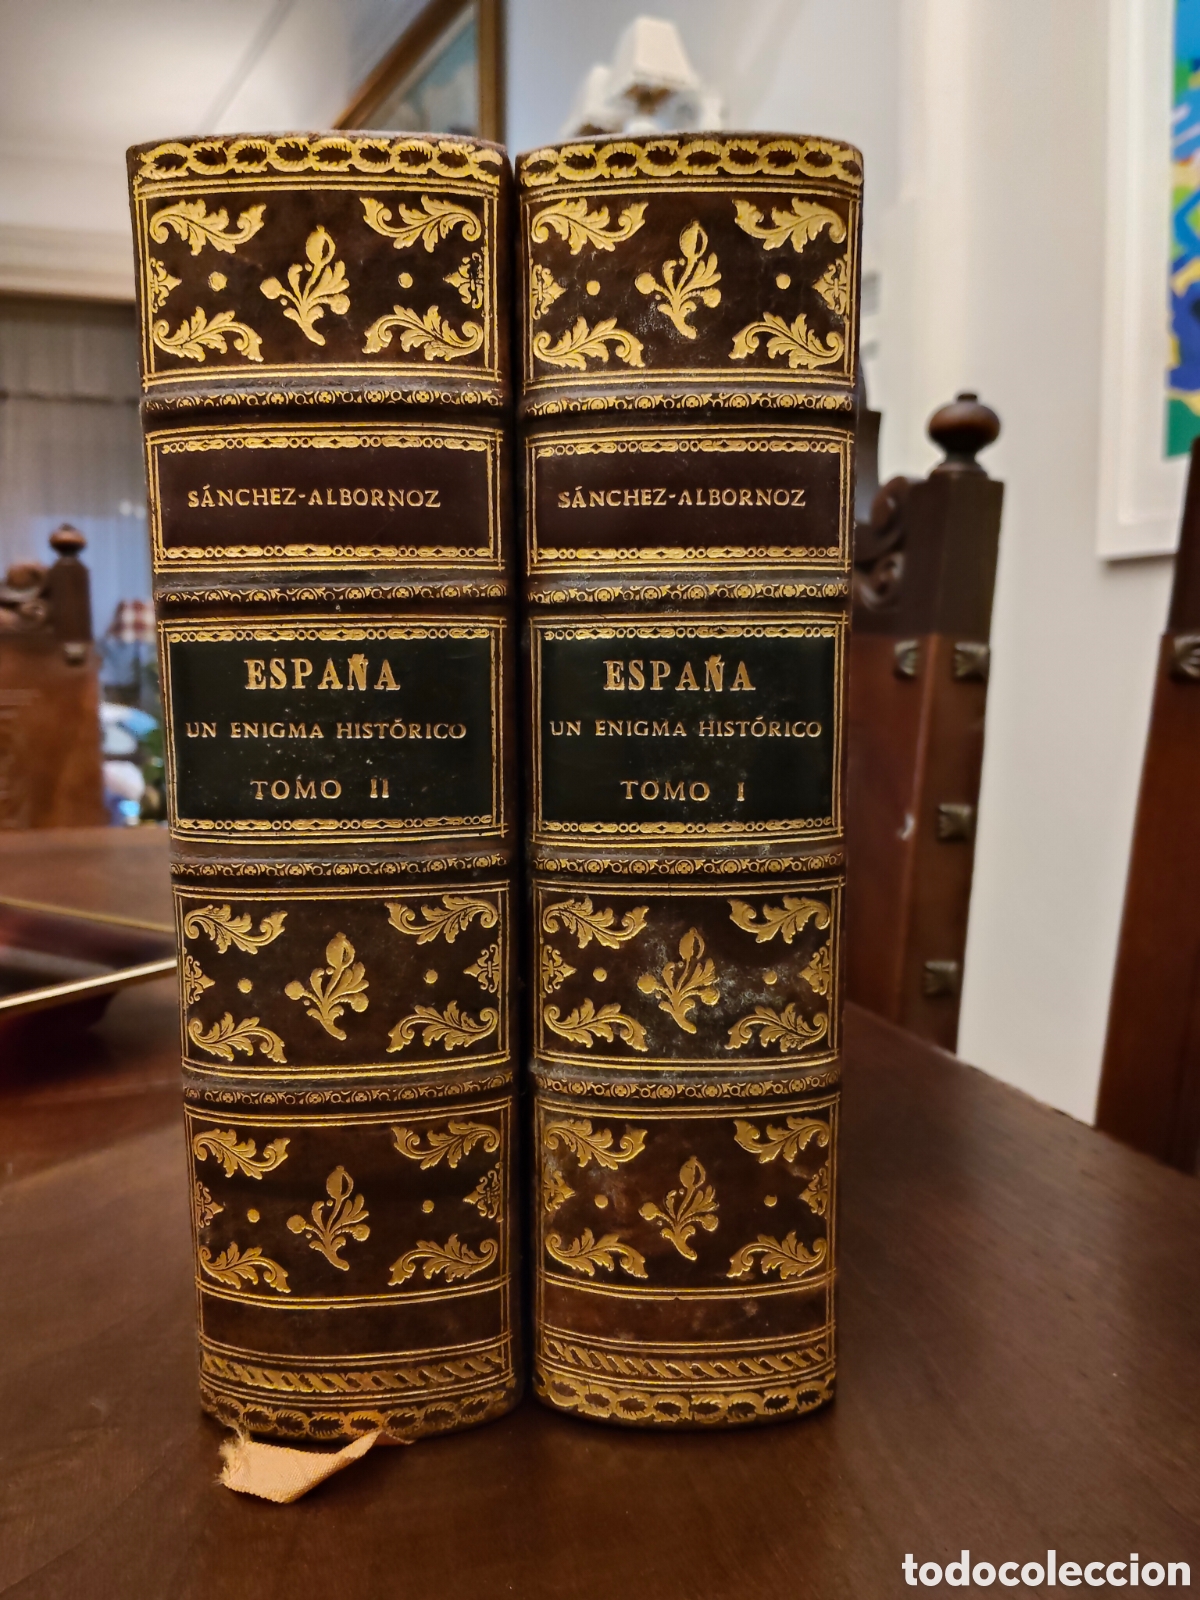 SÁNCHEZ-ALBORNOZ
ESPAÑA
UN ENIGMA HISTÓRICO
TOMO II
SÁNCHEZ-ALBORNOZ
ESPAÑA
UN ENIGMA HISTÓRICO
TOMO I
todocoleccion